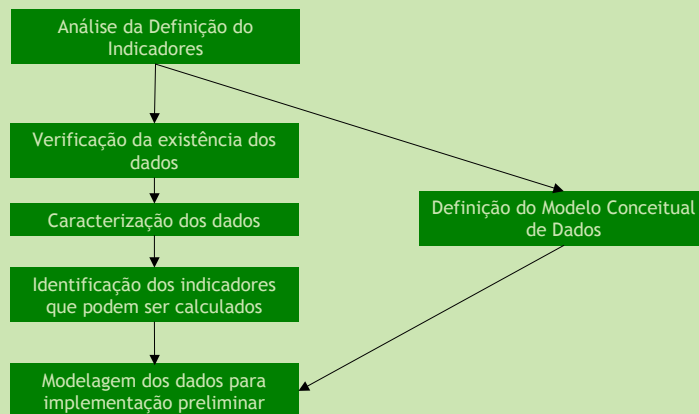 Análise da Definição do
Indicadores
Verificação da existência dos
dados
Caracterização dos dados
Definição do Modelo Conceitual
de Dados
Identificação dos indicadores
que podem ser calculados
Modelagem dos dados para
implementação preliminar